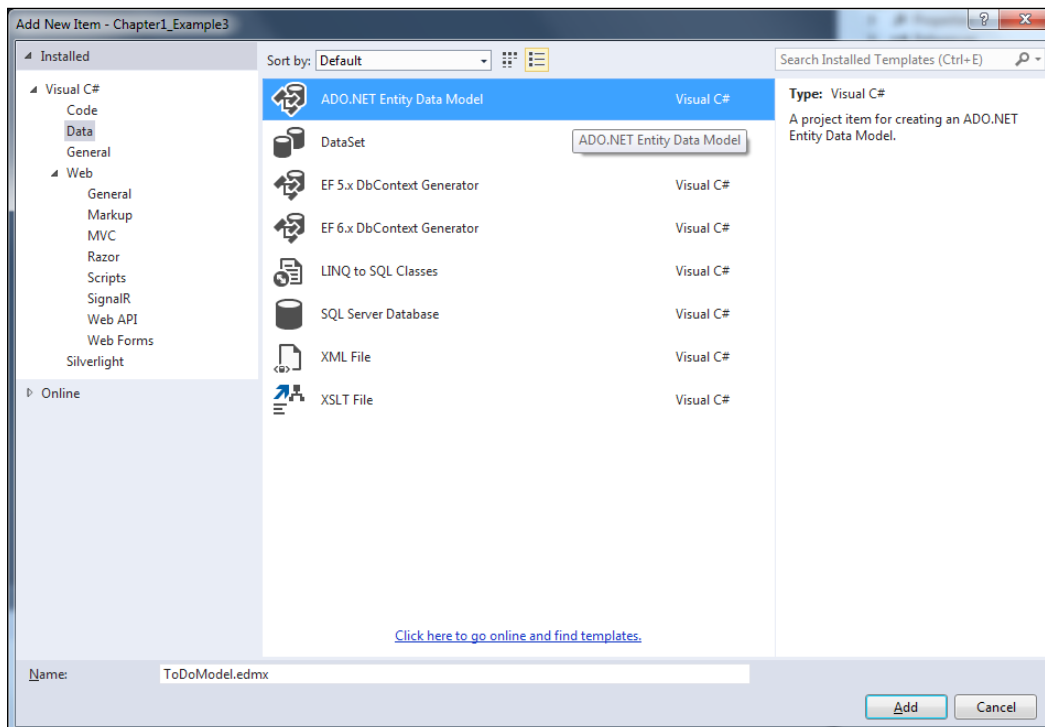 Add New Item - Chapter1_Example3
Installed
Visual C#
Code
Data
General
Web
General
Markup
MVC
Razor
Scripts
SignalR
Web API
Web Forms
Silverlight
Online
Sort by: Default
ADO.NET Entity Data Model Visual C#
DataSet
ADO.NET Entity Data Model
EF 5.x DbContext Generator Visual C#
EF 6.x DbContext Generator Visual C#
LINQ to SQL Classes Visual C#
SQL Server Database Visual C#
XML File Visual C#
XSLT File Visual C#
Click here to go online and find templates.
Search Installed Templates (Ctrl+E)
Type: Visual C#
A project item for creating an ADO.NET
Entity Data Model.
Name: ToDoModel.edmx
Add Cancel